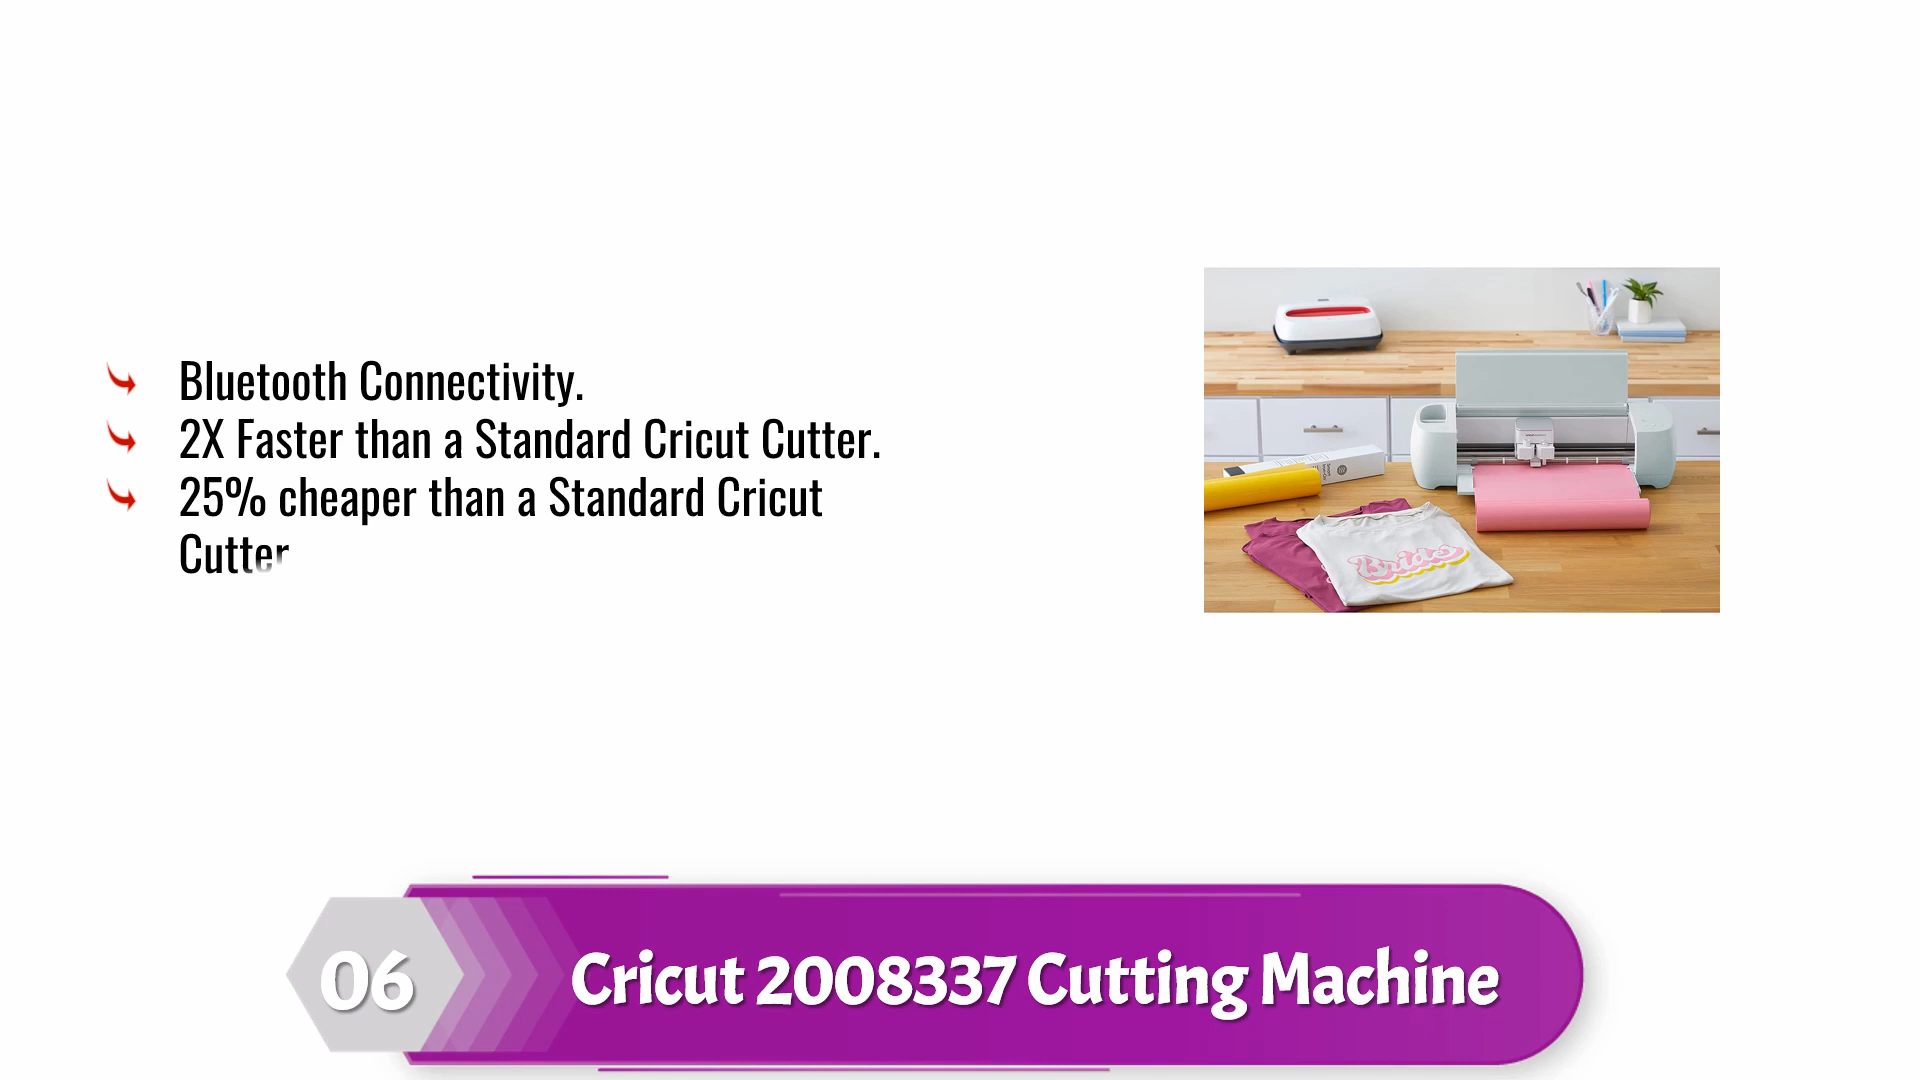 Bluetooth Connectivity.
2X Faster than a Standard Cricut Cutter.
25% cheaper than a Standard Cricut
Cutter
Brides
06
Cricut 2008337 Cutting Machine